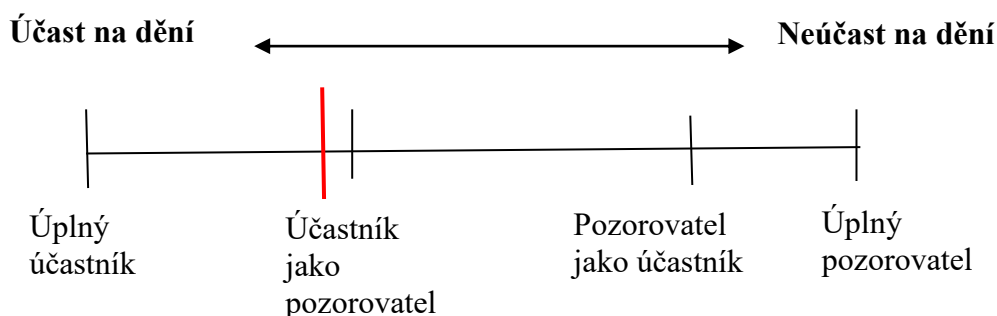 Účast na dění
Neúčast na dění
Úplný
účastník
Účastník
jako
pozorovatel
Pozorovatel
jako účastník
Úplný
pozorovatel